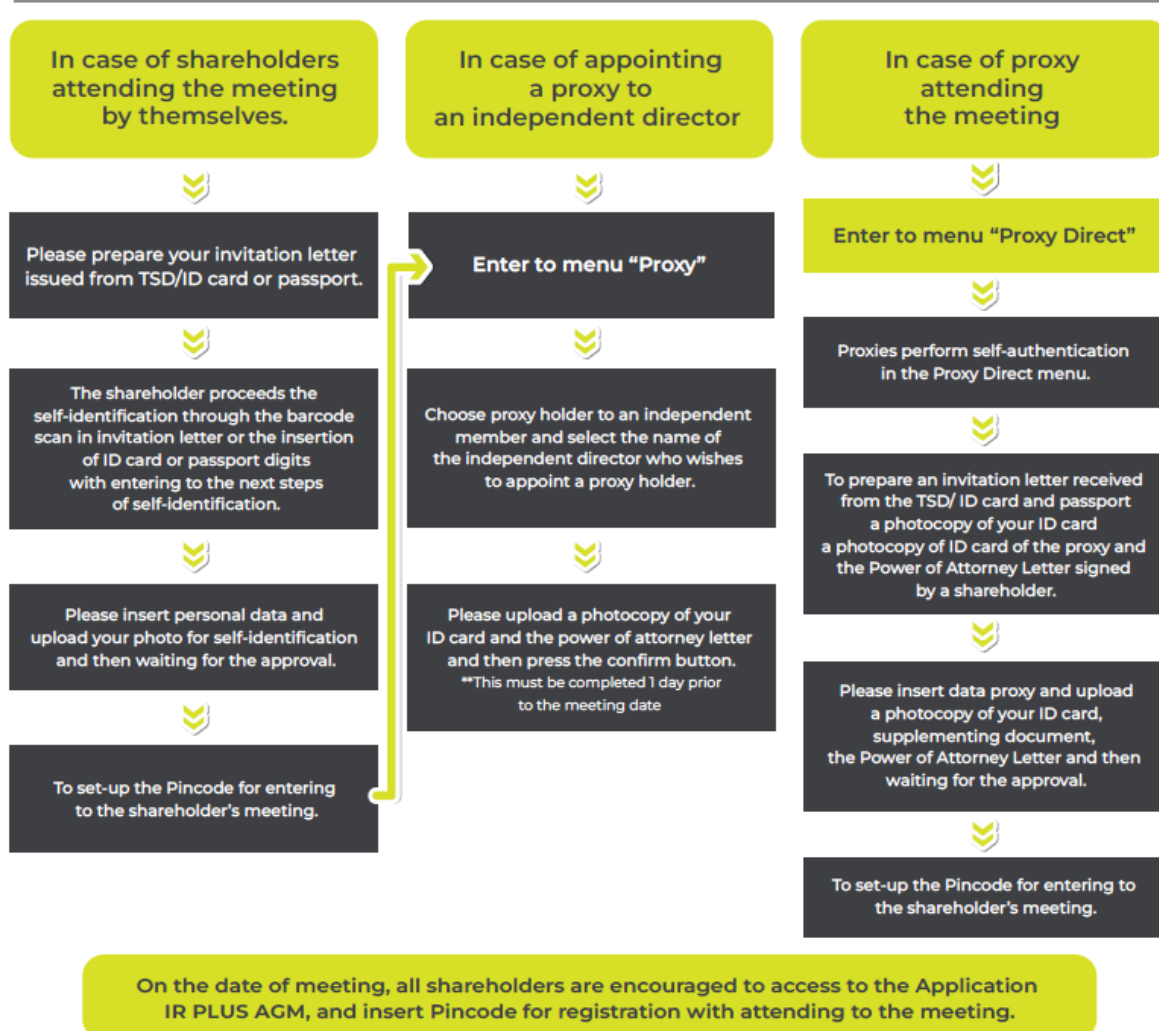 In case of shareholders
attending the meeting
by themselves.
Please prepare your invitation letter
issued from TSD/ID card or passport.
The shareholder proceeds the
self-identification through the barcode
scan in invitation letter or the insertion
of ID card or passport digits
with entering to the next steps
of self-identification.
Please insert personal data and
upload your photo for self-identification
and then waiting for the approval.
To set-up the Pincode for entering
to the shareholder's meeting.
In case of appointing
a proxy to
an independent director
Enter to menu “Proxy”
Choose proxy holder to an independent
member and select the name of
the independent director who wishes
to appoint a proxy holder.
Please upload a photocopy of your
ID card and the power of attorney letter
and then press the confirm button.
**This must be completed 1 day prior
to the meeting date
In case of proxy
attending
the meeting
Enter to menu “Proxy Direct”
Proxies perform self-authentication
in the Proxy Direct menu.
To prepare an invitation letter received
from the TSD/ ID card and passport
a photocopy of your ID card
a photocopy of ID card of the proxy and
the Power of Attorney Letter signed
by a shareholder.
Please insert data proxy and upload
a photocopy of your ID card,
supplementing document,
the Power of Attorney Letter and then
waiting for the approval.
To set-up the Pincode for entering to
the shareholder's meeting.
On the date of meeting, all shareholders are encouraged to access to the Application
IR PLUS AGM, and insert Pincode for registration with attending to the meeting.